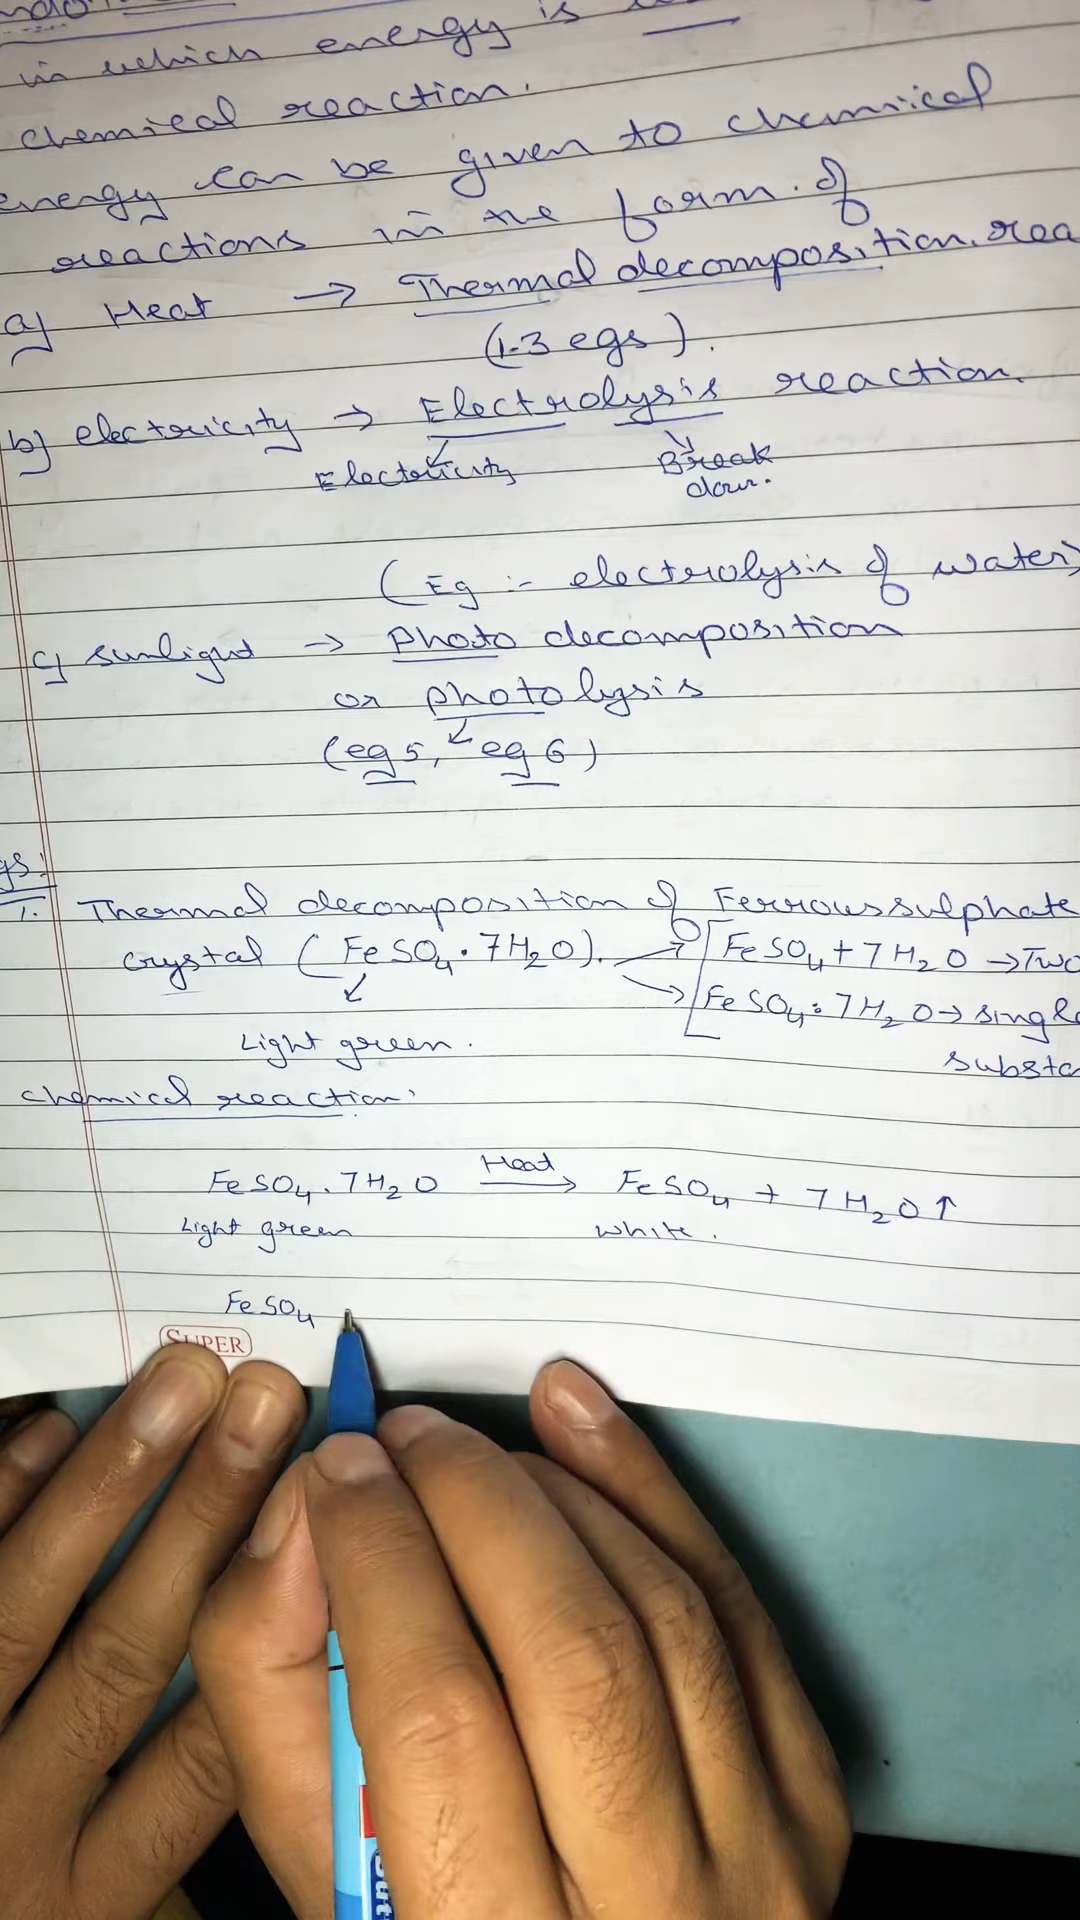 in which energy is
chemical reaction.
energy can be given to chemical
reactions in the form of
a) Heat → Thermal decomposition rea
(1-3 egs).
b) electricity → Electrolysis reaction.
Electricity Break
down.
(Eg :- electrolysis of water)
c) sunlight → photo decomposition
or photolysis
(eg 5, eg 6)
gs:
1. Thermal decomposition of Ferrous sulphate
crystal (FeSO4·7H2O). FeSO4 + 7H2O → Two
FeSO4·7H2O → single
Light green. substa
chemical reaction:
Heat
FeSO4·7H2O → FeSO4 + 7H2O↑
Light green white.
FeSO4
SUPER